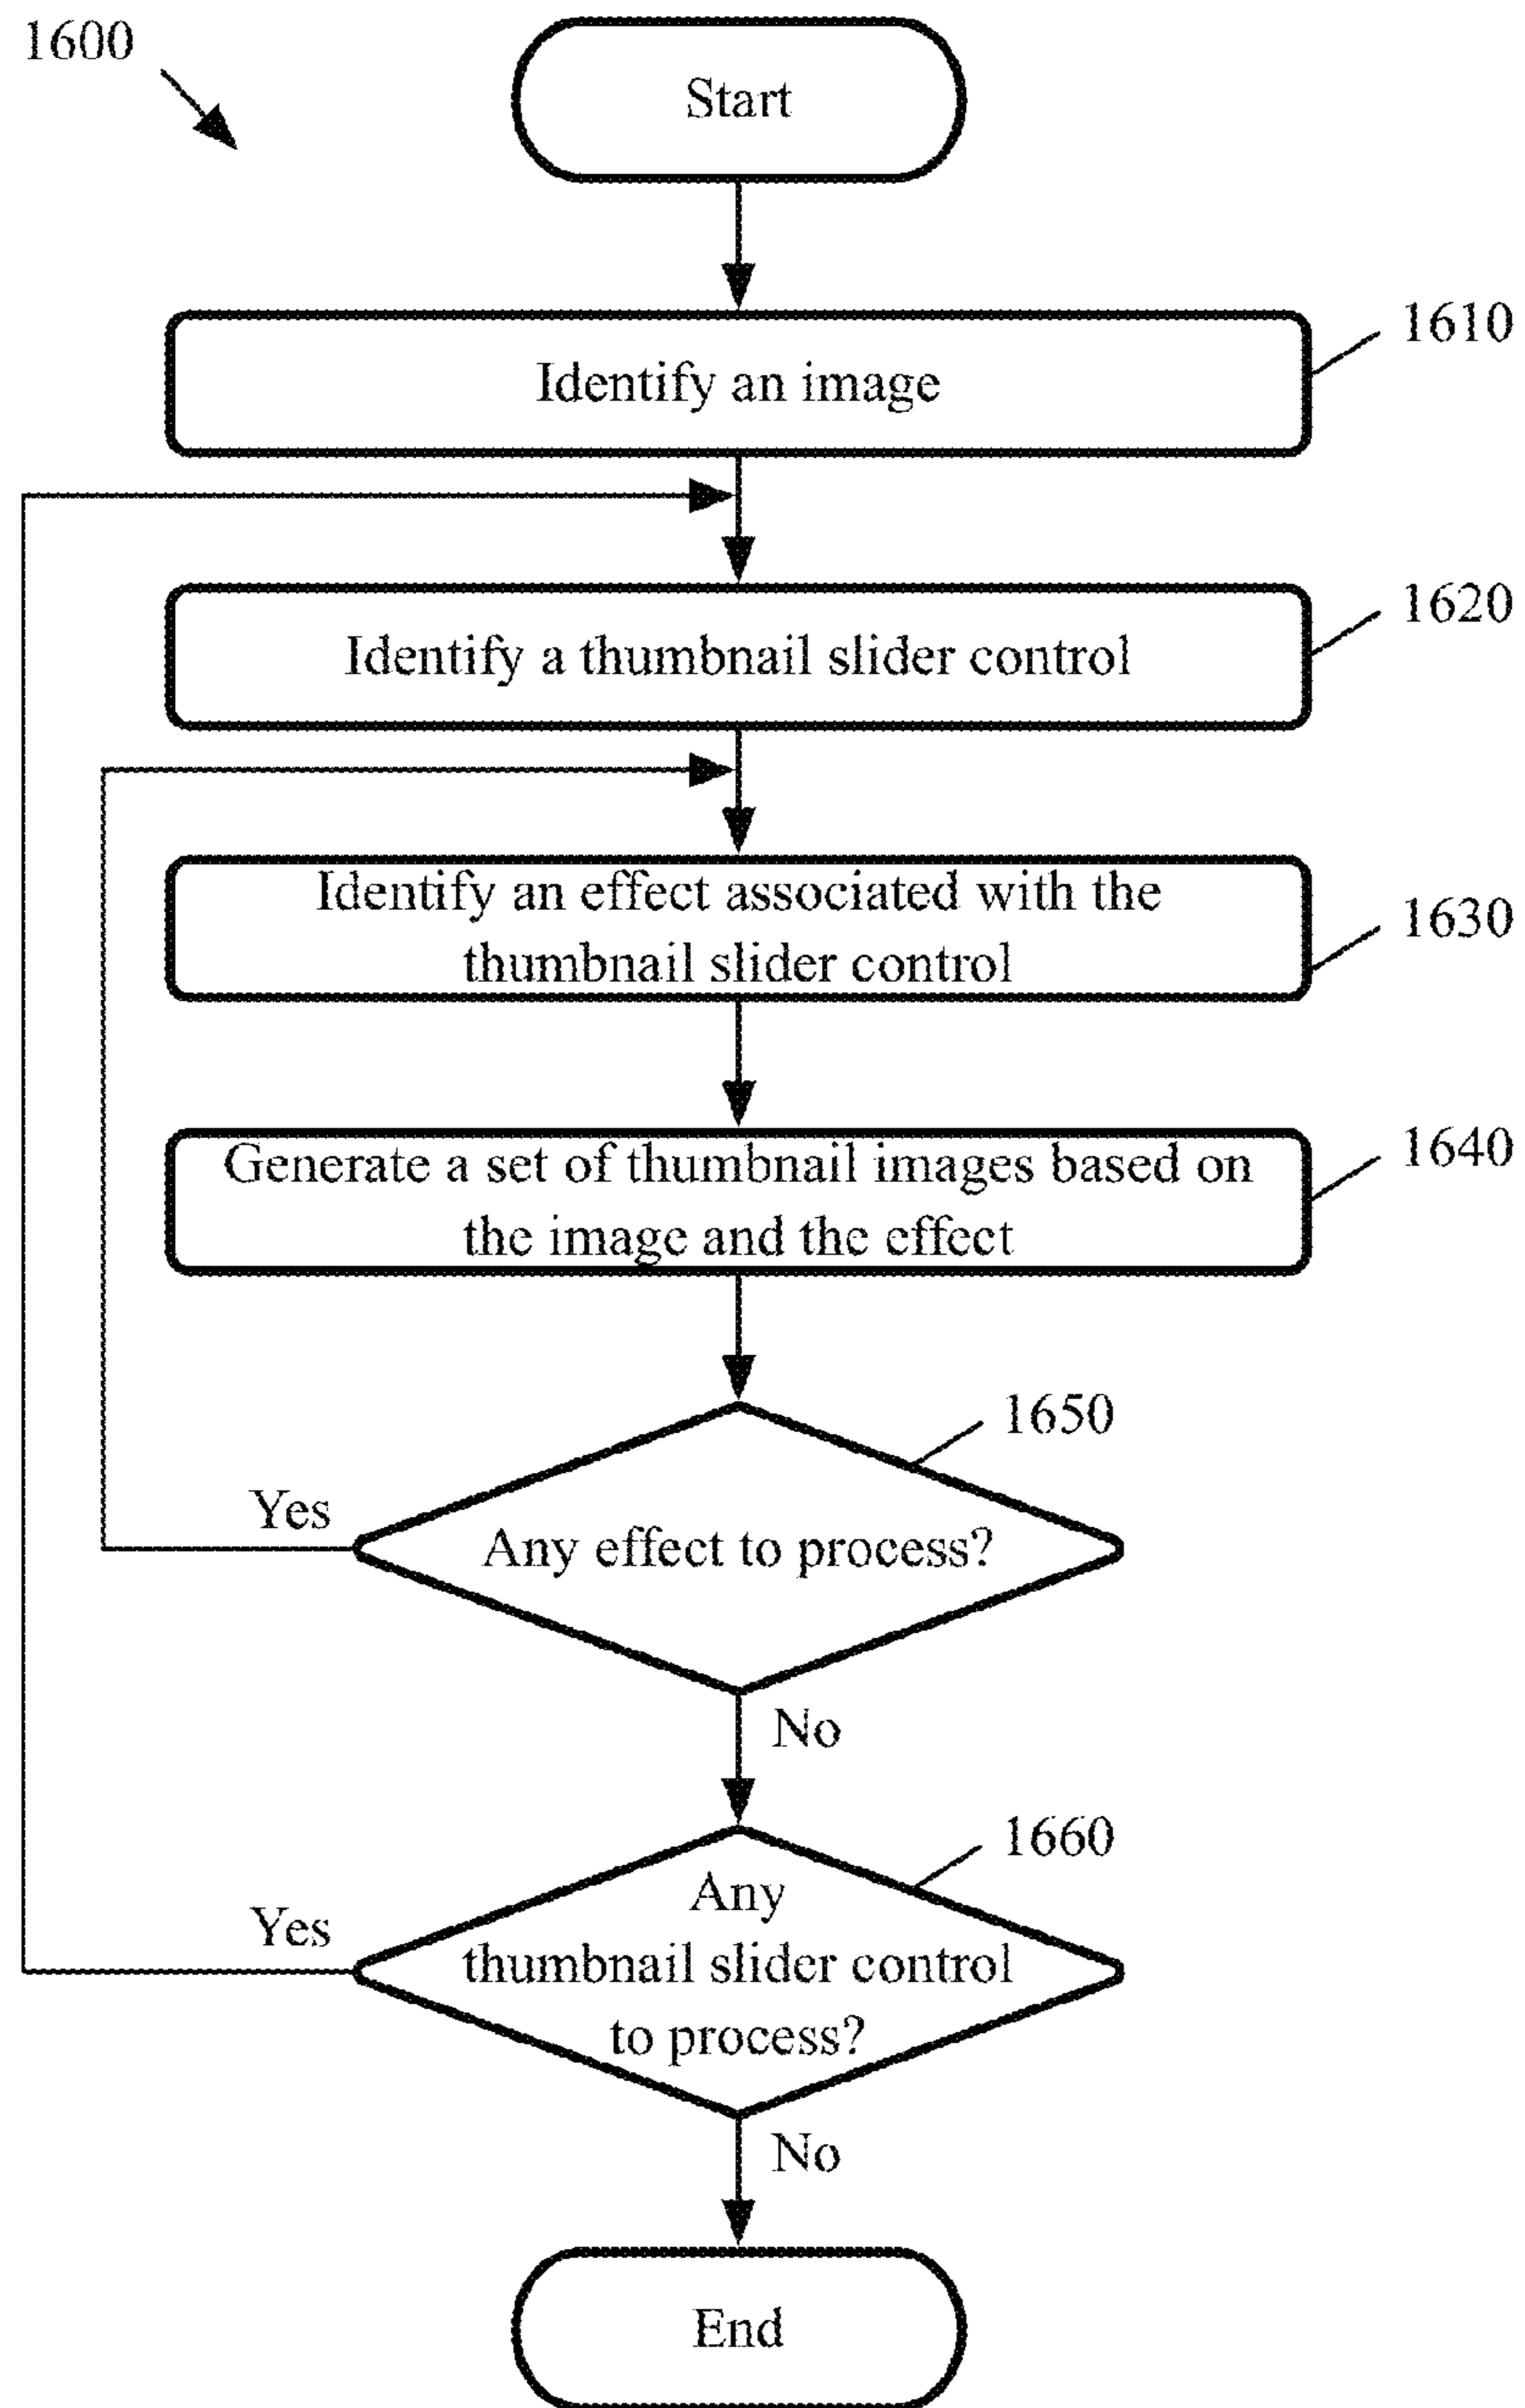 1600
Start
1610
Identify an image
1620
Identify a thumbnail slider control
Identify an effect associated with the
1630
thumbnail slider control
1640
Generate a set of thumbnail images based on
the image and the effect
1650
Yes
Any effect to process?
No
1660
Any
Yes
thumbnail slider control
to process?
No
End